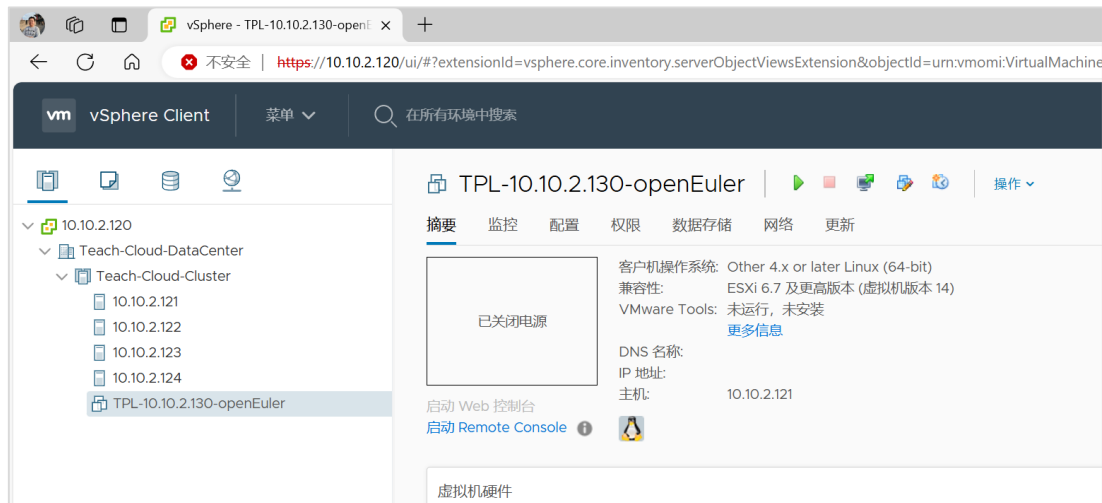 vSphere - TPL-10.10.2.130-openE
不安全 | https://10.10.2.120/ui/#?extensionId=vsphere.core.inventory.serverObjectViewsExtension&objectId=urn:vmomi:VirtualMachine
vm vSphere Client 菜单 在所有环境中搜索
TPL-10.10.2.130-openEuler 操作
摘要 监控 配置 权限 数据存储 网络 更新
10.10.2.120
Teach-Cloud-DataCenter
Teach-Cloud-Cluster
10.10.2.121
10.10.2.122
10.10.2.123
10.10.2.124
TPL-10.10.2.130-openEuler
已关闭电源
启动 Web 控制台
启动 Remote Console
客户机操作系统: Other 4.x or later Linux (64-bit)
兼容性: ESXi 6.7 及更高版本 (虚拟机版本 14)
VMware Tools: 未运行，未安装
更多信息
DNS 名称:
IP 地址:
主机: 10.10.2.121
虚拟机硬件